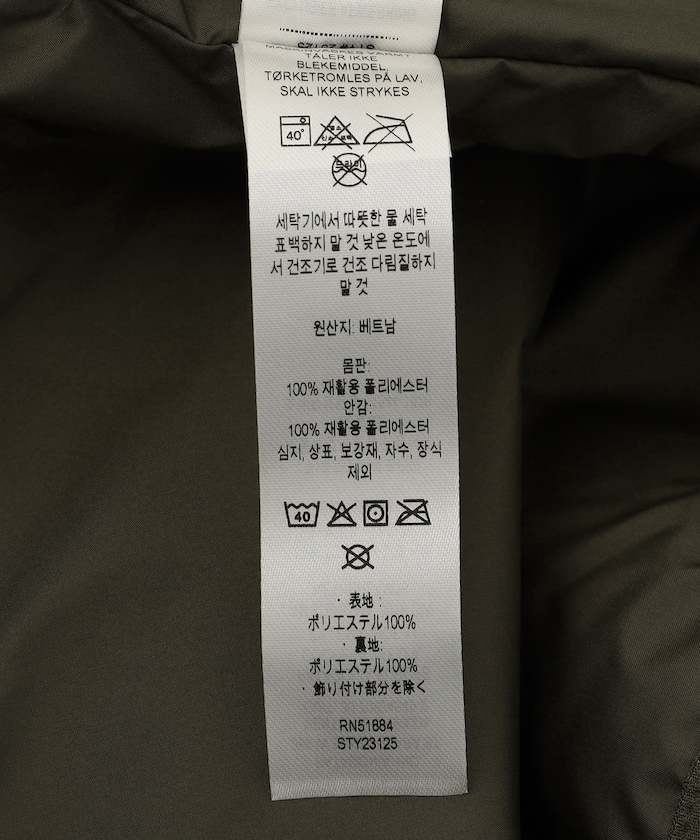 MASKINVASKES VARMT,
TÅLER IKKE
BLEKEMIDDEL,
TØRKETROMLES PÅ LAV,
SKAL IKKE STRYKES
40°
드라이
세탁기에서 따뜻한 물 세탁
표백하지 말 것 낮은 온도에
서 건조기로 건조 다림질하지
말 것
원산지: 베트남
몸판:
100% 재활용 폴리에스터
안감:
100% 재활용 폴리에스터
심지, 상표, 보강재, 자수, 장식
제외
40
・表地 :
ポリエステル100%
・裏地:
ポリエステル100%
・飾り付け部分を除く
RN51884
STY23125